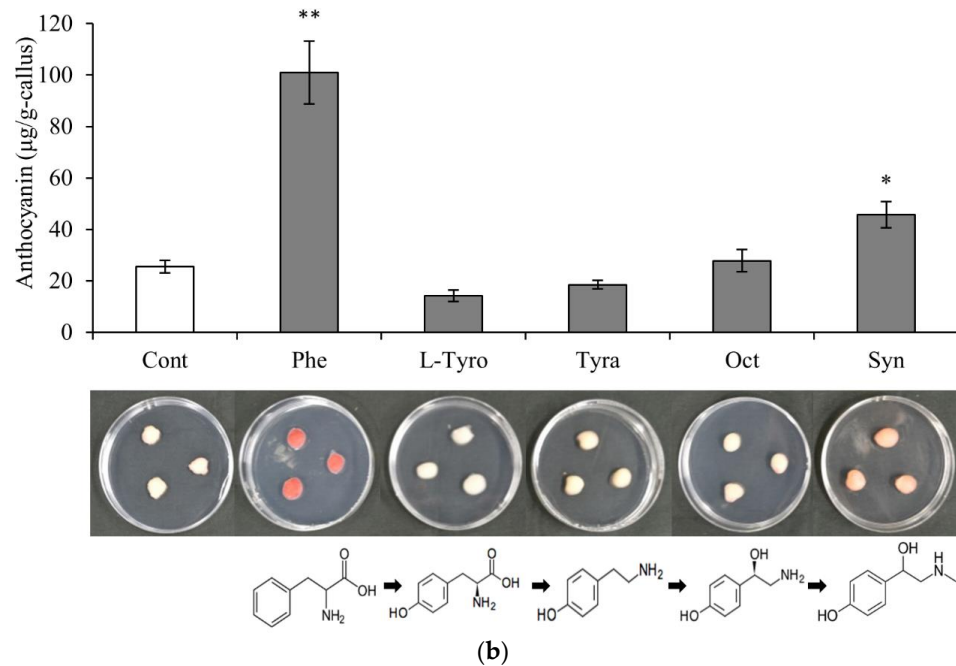 Anthocyanin (μg/g-callus)
120
100
80
60
40
20
0
**
*
Cont Phe L-Tyro Tyra Oct Syn
O
OH
NH₂
HO
O
OH
NH₂
HO
NH₂
HO
OH
NH₂
HO
OH
H
N
(b)